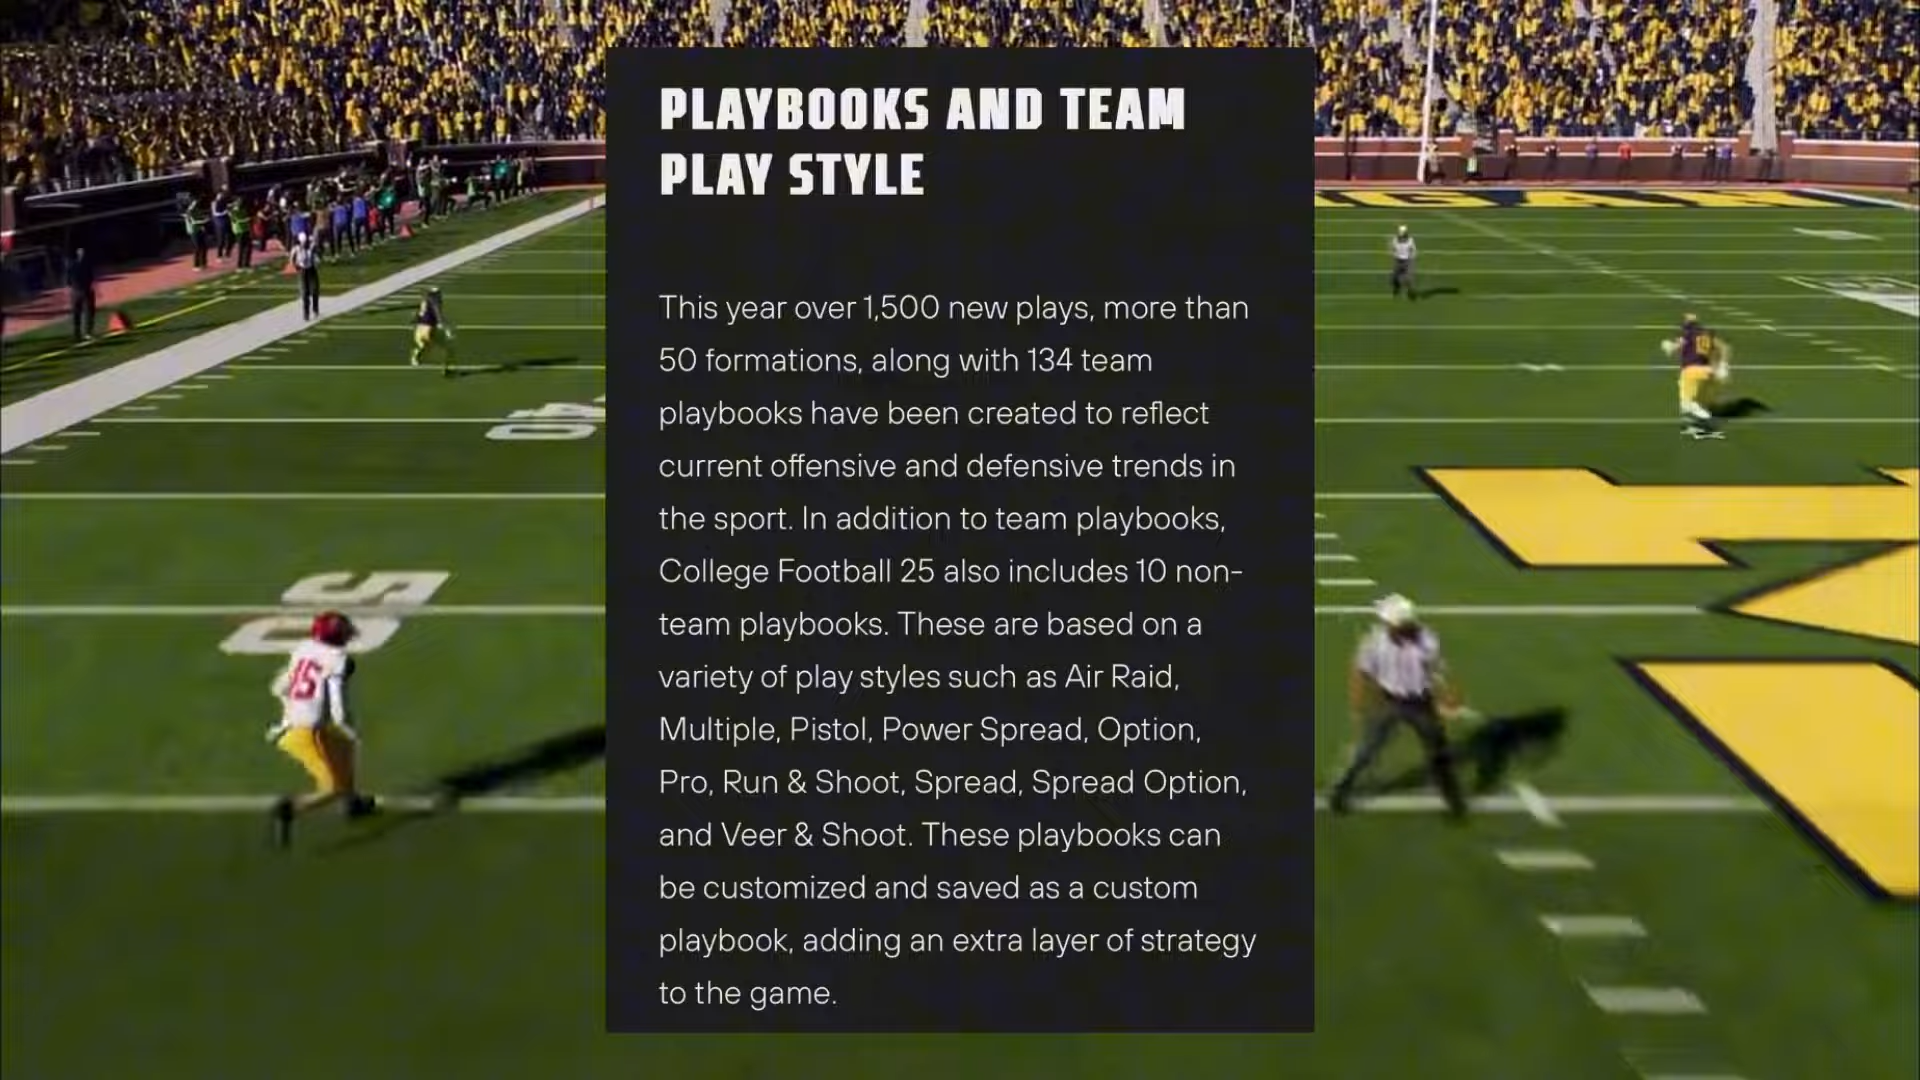 PLAYBOOKS AND TEAM
PLAY STYLE
This year over 1,500 new plays, more than
50 formations, along with 134 team
playbooks have been created to reflect
current offensive and defensive trends in
the sport. In addition to team playbooks,
College Football 25 also includes 10 non-
team playbooks. These are based on a
variety of play styles such as Air Raid,
Multiple, Pistol, Power Spread, Option,
Pro, Run & Shoot, Spread, Spread Option,
and Veer & Shoot. These playbooks can
be customized and saved as a custom
playbook, adding an extra layer of strategy
to the game.
15